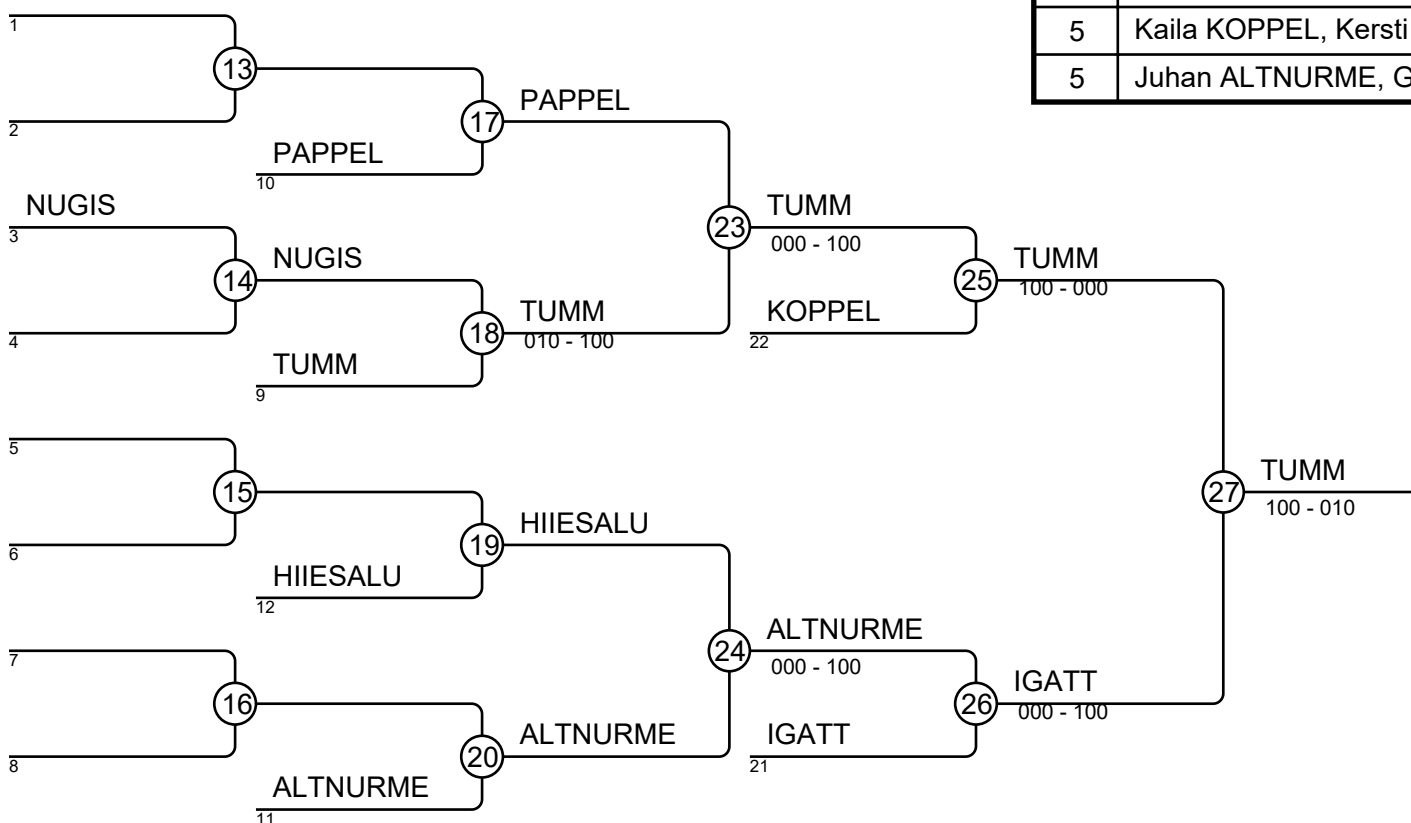 1
5 Kaila KOPPEL, Kersti
13
5 Juhan ALTNURME, G
PAPPEL
17
2
PAPPEL
10
NUGIS
TUMM
3
23
000 - 100
NUGIS
TUMM
14
25
100 - 000
TUMM
KOPPEL
18
010 - 100
4
22
TUMM
9
5
TUMM
15
27
100 - 010
HIIESALU
19
6
HIIESALU
12
ALTNURME
7
24
000 - 100
IGATT
16
26
000 - 100
ALTNURME
IGATT
20
8
21
ALTNURME
11